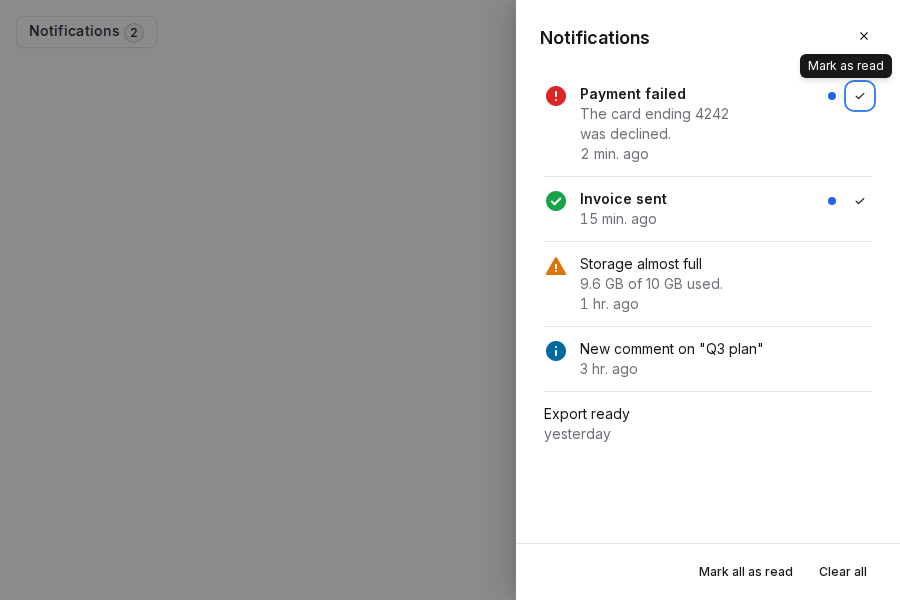 Notifications 2
Notifications
Mark as read
Payment failed
The card ending 4242
was declined.
2 min. ago
Invoice sent
15 min. ago
Storage almost full
9.6 GB of 10 GB used.
1 hr. ago
New comment on "Q3 plan"
3 hr. ago
Export ready
yesterday
Mark all as read
Clear all